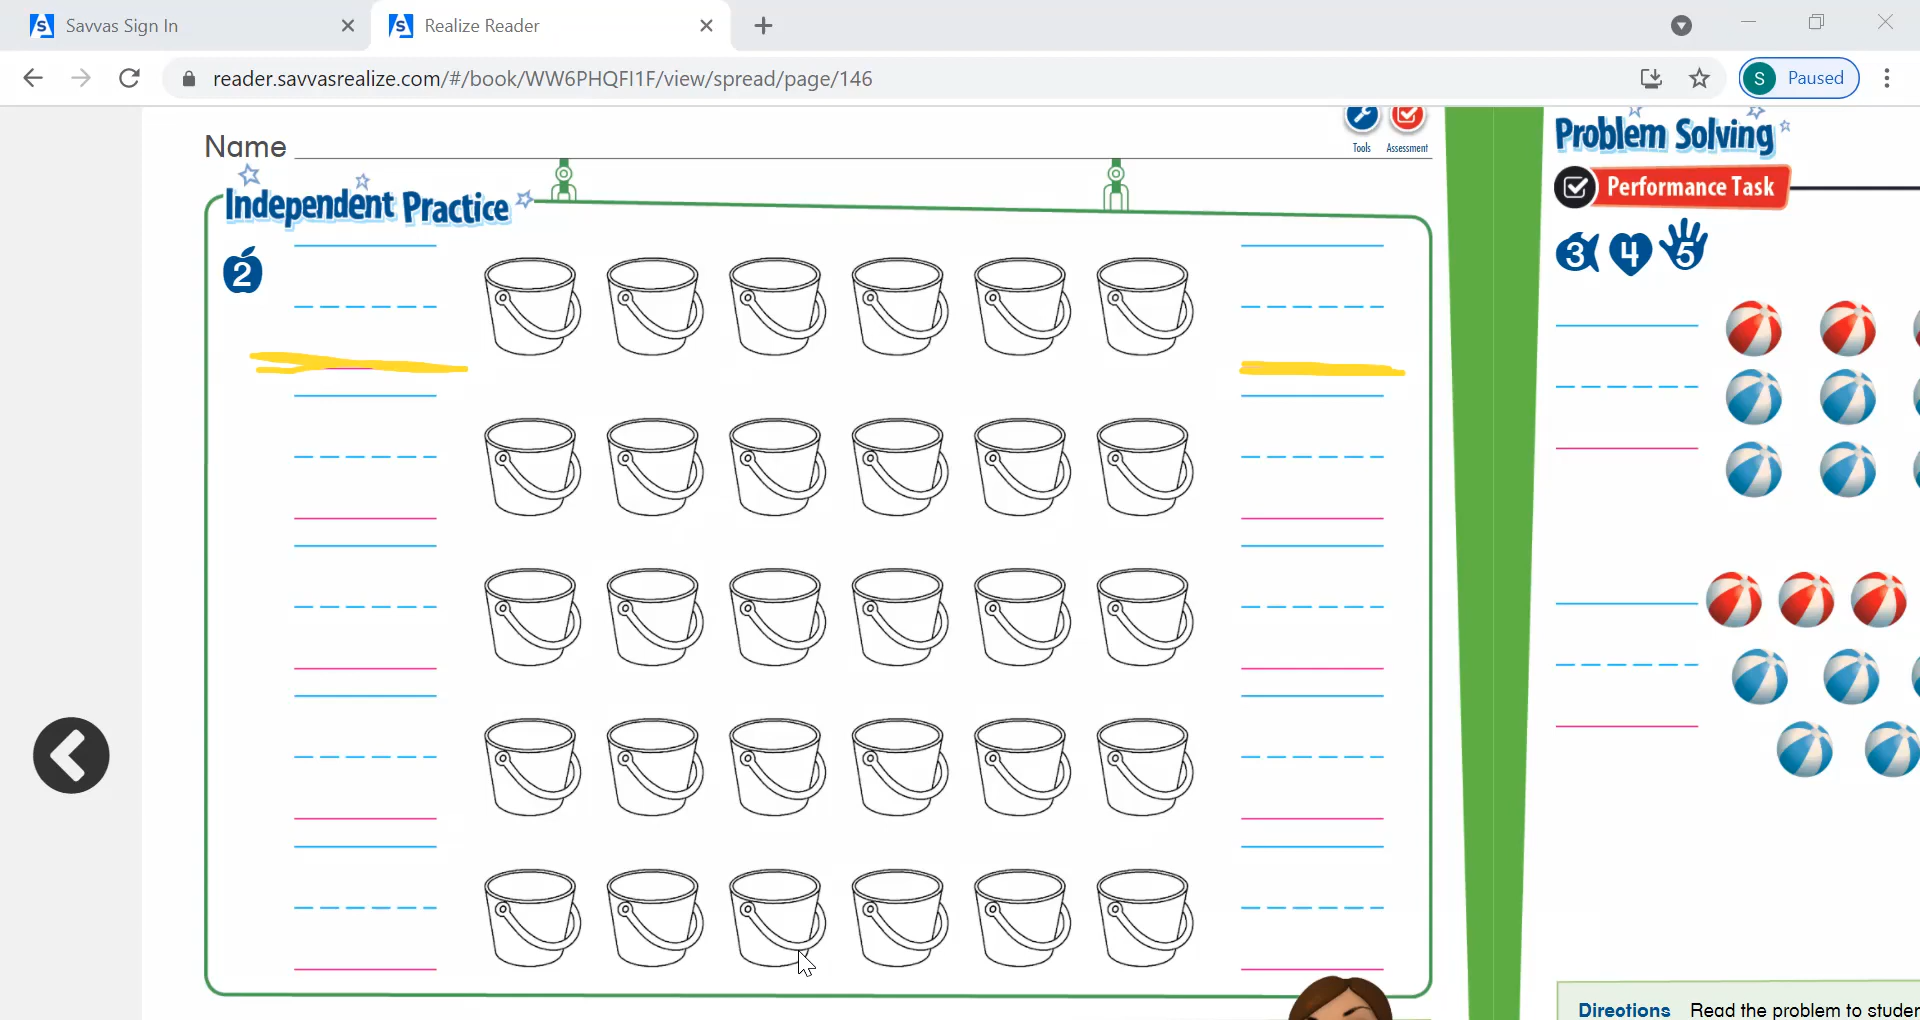 Savvas Sign In
Realize Reader
reader.savvasrealize.com/#/book/WW6PHQFI1F/view/spread/page/146
S Paused
Name
Tools Assessment
Independent Practice
2
Problem Solving
Performance Task
3 4 5
Directions Read the problem to studen